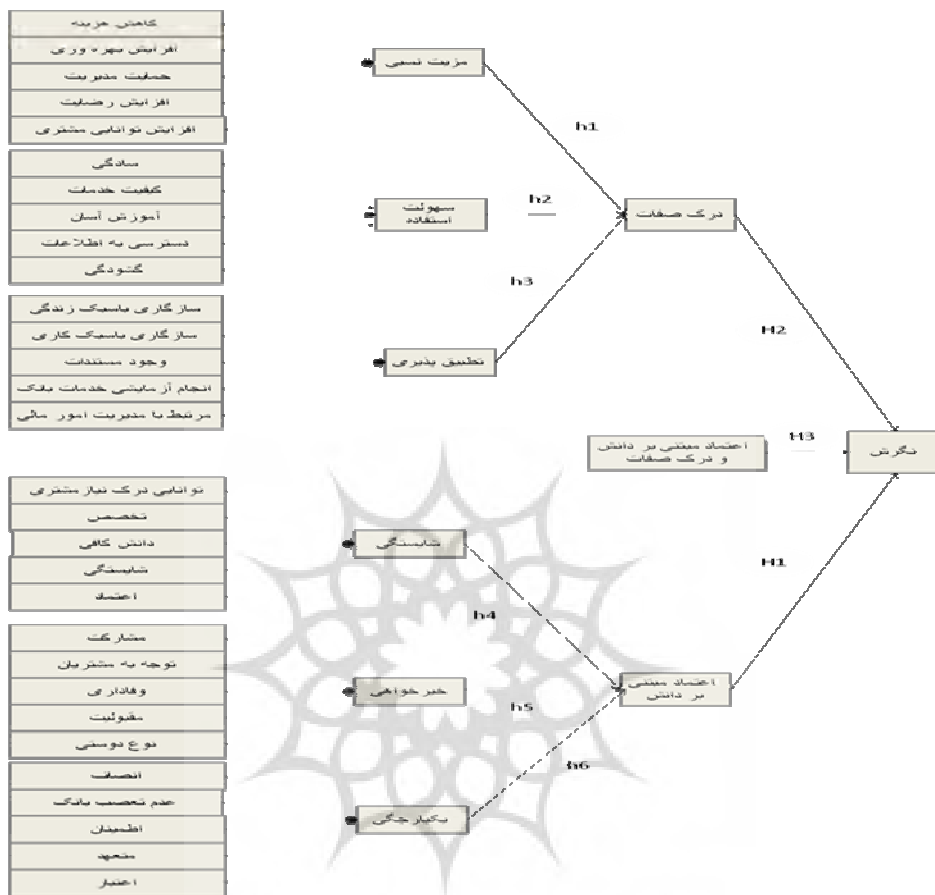 کاهش هزینه
افزایش بهره وری
حمایت مدیریت
افزایش رضایت
افزایش توانایی مشتری
سادگی
کیفیت خدمات
آموزش آسان
دسترسی به اطلاعات
گشودگی
سازگاری باسبک زندگی
سازگاری باسبک کاری
وجود مستندات
انجام آزمایشی خدمات بانک
مرتبط با مدیریت امور مالی
توانایی درک نیاز مشتری
تخصص
دانش کافی
شایستگی
اعتماد
مشارکت
توجه به مشتریان
وفاداری
مقبولیت
نوع دوستی
انصاف
عدم تعصب بانک
اطمینان
متعهد
اعتبار
مزیت نسبی
سهولت
استفاده
تطبیق پذیری
شایستگی
خیرخواهی
یکپارچگی
h1
h2
h3
h4
h5
h6
درک صفات
اعتماد مبتنی بر دانش
و درک صفات
اعتماد مبتنی
بر دانش
H2
H3
H1
نگرش